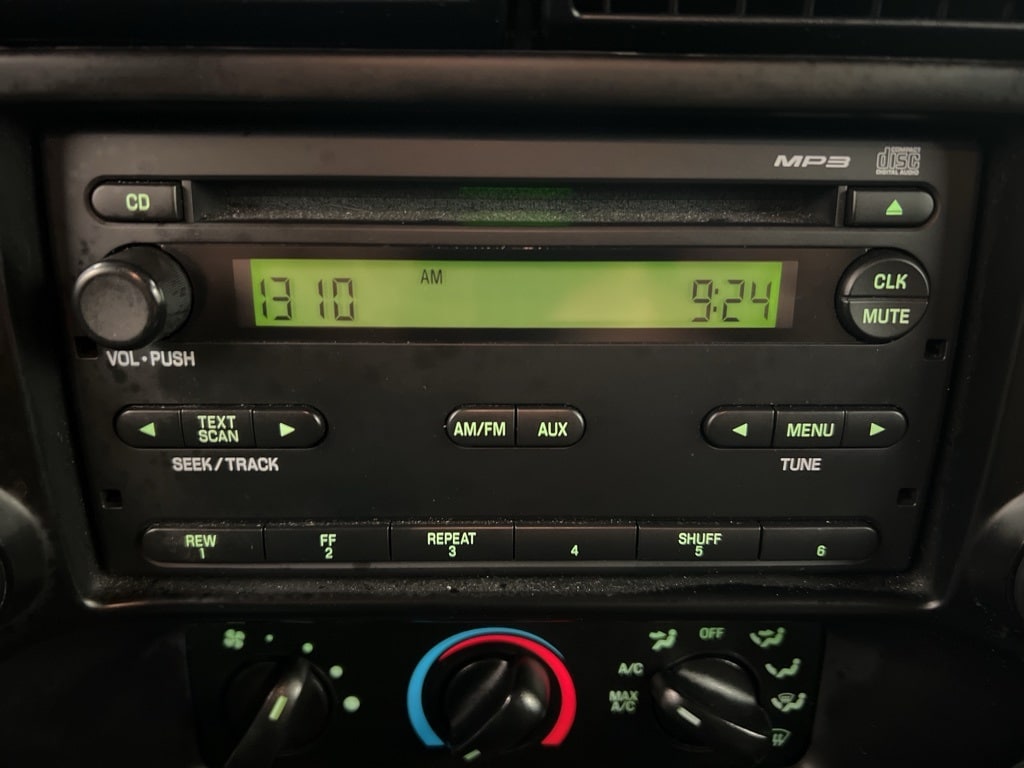 MP3
COMPACT
disc
DIGITAL AUDIO
CD
1310
AM
9:24
CLK
MUTE
VOL•PUSH
TEXT
SCAN
SEEK/TRACK
AM/FM
AUX
MENU
TUNE
REW
1
FF
2
REPEAT
3
4
SHUFF
5
6
OFF
A/C
MAX
A/C